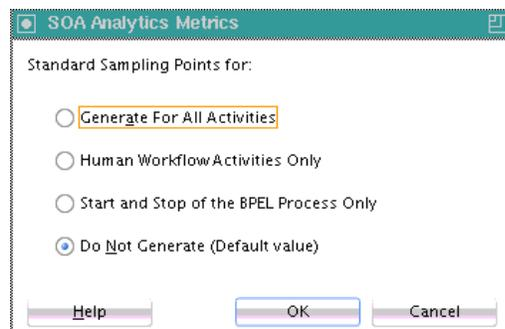 SOA Analytics Metrics
Standard Sampling Points for:
Generate For All Activities
Human Workflow Activities Only
Start and Stop of the BPEL Process Only
Do Not Generate (Default value)
Help OK Cancel